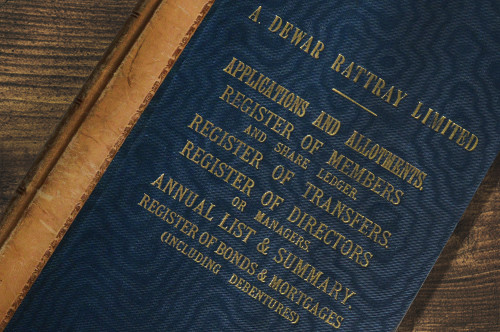 A. DEWAR RATTRAY LIMITED
APPLICATIONS AND ALLOTMENTS.
REGISTER OF MEMBERS
AND SHARE LEDGER.
REGISTER OF TRANSFERS.
REGISTER OF DIRECTORS
OR MANAGERS.
ANNUAL LIST & SUMMARY.
REGISTER OF BONDS & MORTGAGES
(INCLUDING DEBENTURES)